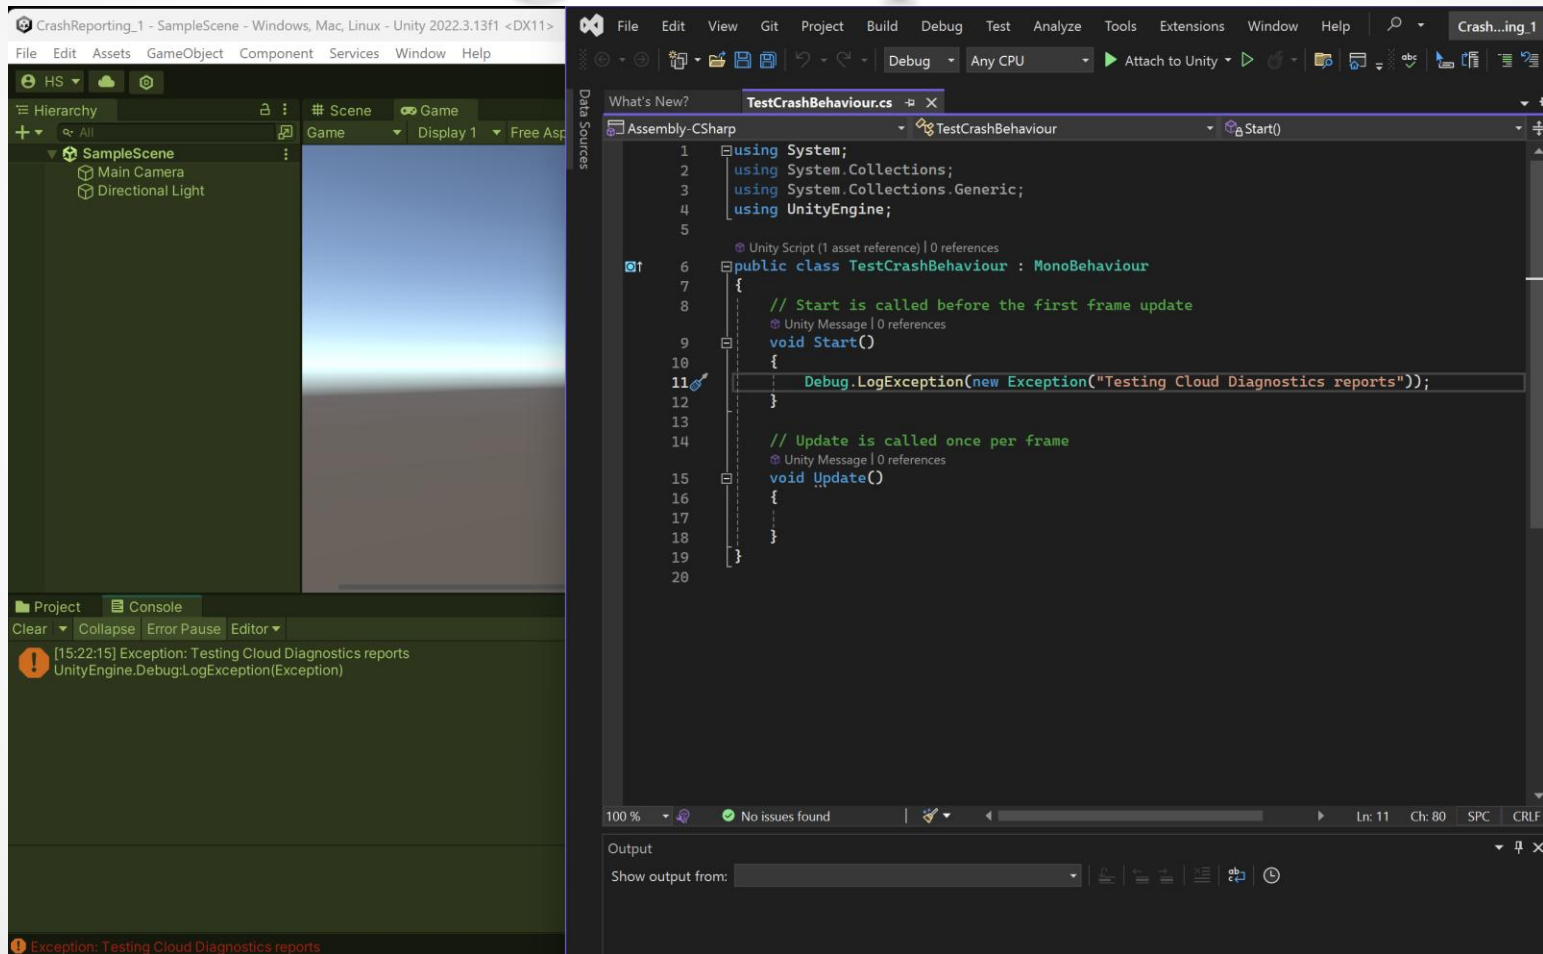 CrashReporting_1 - SampleScene - Windows, Mac, Linux - Unity 2022.3.13f1 <DX11>
File Edit Assets GameObject Component Services Window Help
HS
Hierarchy
All
SampleScene
Main Camera
Directional Light
Scene Game
Game Display 1 Free Asp
Project Console
Clear Collapse Error Pause Editor
[15:22:15] Exception: Testing Cloud Diagnostics reports
UnityEngine.Debug:LogException(Exception)
Exception: Testing Cloud Diagnostics reports
File Edit View Git Project Build Debug Test Analyze Tools Extensions Window Help Crash...ing_1
Debug Any CPU Attach to Unity
Data Sources
What's New? TestCrashBehaviour.cs
Assembly-CSharp TestCrashBehaviour Start()
1 using System;
2 using System.Collections;
3 using System.Collections.Generic;
4 using UnityEngine;
5
Unity Script (1 asset reference) | 0 references
6 public class TestCrashBehaviour : MonoBehaviour
7 {
8 // Start is called before the first frame update
Unity Message | 0 references
9 void Start()
10 {
11 Debug.LogException(new Exception("Testing Cloud Diagnostics reports"));
12 }
13
14 // Update is called once per frame
Unity Message | 0 references
15 void Update()
16 {
17
18 }
19 }
20
100 % No issues found Ln: 11 Ch: 80 SPC CRLF
Output
Show output from: